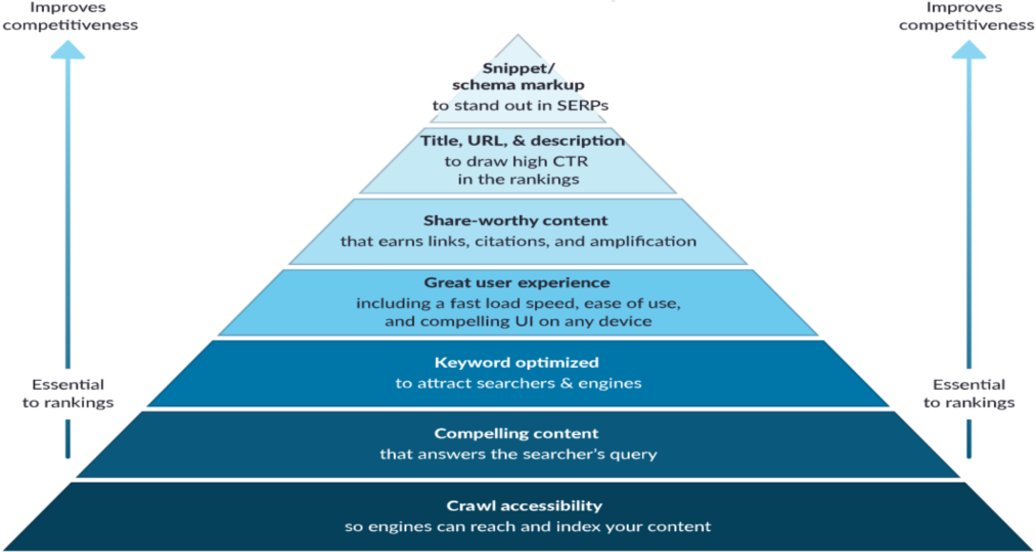 Improves
competitiveness
Improves
competitiveness
Snippet/
schema markup
to stand out in SERPs
Title, URL, & description
to draw high CTR
in the rankings
Share-worthy content
that earns links, citations, and amplification
Great user experience
including a fast load speed, ease of use,
and compelling UI on any device
Keyword optimized
to attract searchers & engines
Essential
to rankings
Essential
to rankings
Compelling content
that answers the searcher's query
Crawl accessibility
so engines can reach and index your content